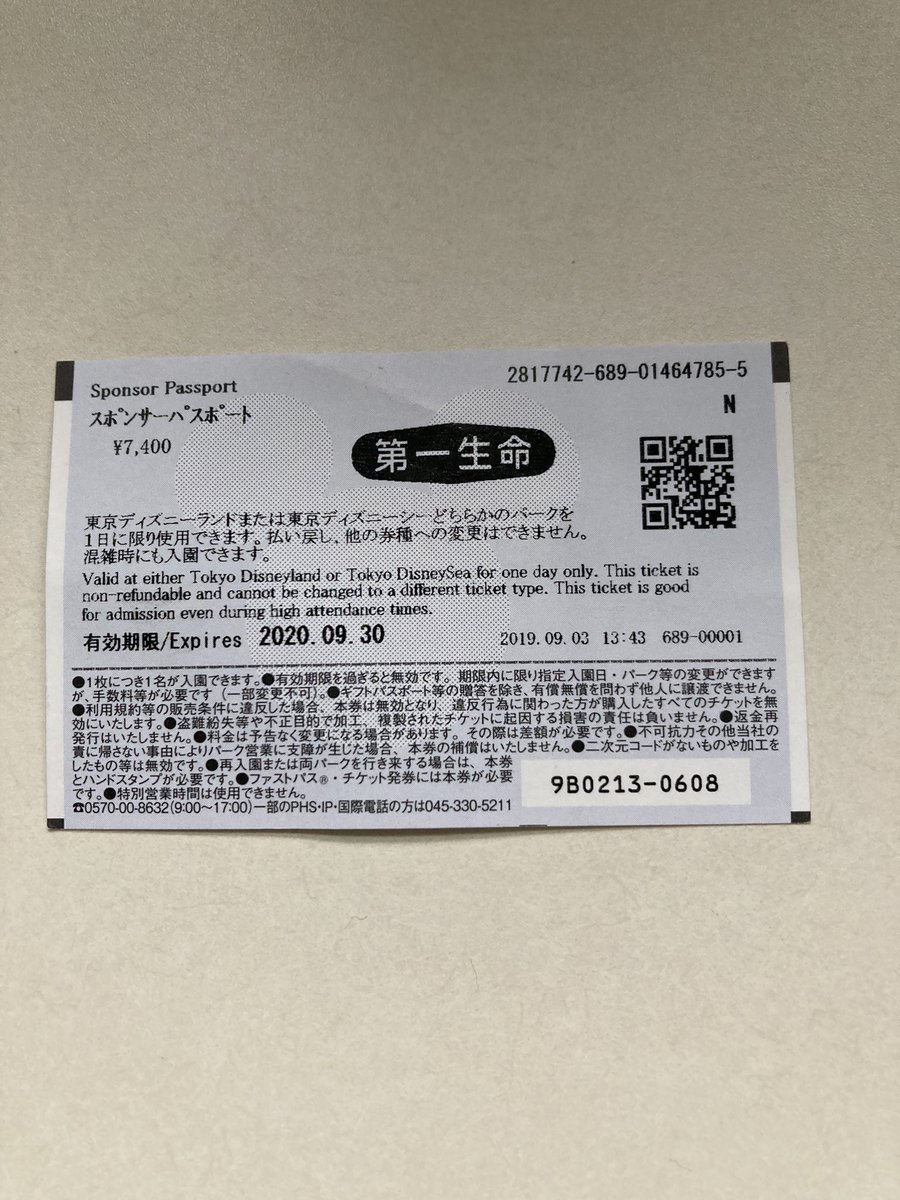 Sponsor Passport
2817742-689-01464785-5
スポンサーパスポート
N
¥7,400
第一生命
東京ディズニーランドまたは東京ディズニーシーどちらかのパークを
1日に限り使用できます。払い戻し、他の券種への変更はできません。
混雑時にも入園できます。
Valid at either Tokyo Disneyland or Tokyo DisneySea for one day only. This ticket is
non-refundable and cannot be changed to a different ticket type. This ticket is good
for admission even during high attendance times.
有効期限/Expires 2020.09.30
2019.09.03 13:43 689-00001
●1枚につき1名が入園できます。●有効期限を過ぎると無効です。期限内に限り指定入園日・パーク等の変更ができます
が、手数料等が必要です(一部変更不可)。●ギフトパスポート等の贈答を除き、有償無償を問わず他人に譲渡できません。
●利用規約等の販売条件に違反した場合、本券は無効となり、違反行為に関わった方が購入したすべてのチケットを無
効にいたします。●盗難紛失等や不正目的で加工、複製されたチケットに起因する損害の責任は負いません。●返金再
発行はいたしません。●料金は予告なく変更になる場合があります。その際は差額が必要です。●不可抗力その他当社の
責に帰さない事由によりパーク営業に支障が生じた場合、本券の補償はいたしません。●二次元コードがないものや加工を
したもの等は無効です。●再入園または両パークを行き来する場合は、本券
とハンドスタンプが必要です。●ファストパス®・チケット発券には本券が必要
です。●特別営業時間は使用できません。
☎0570-00-8632(9:00〜17:00)一部のPHS・IP・国際電話の方は045-330-5211
9B0213-0608